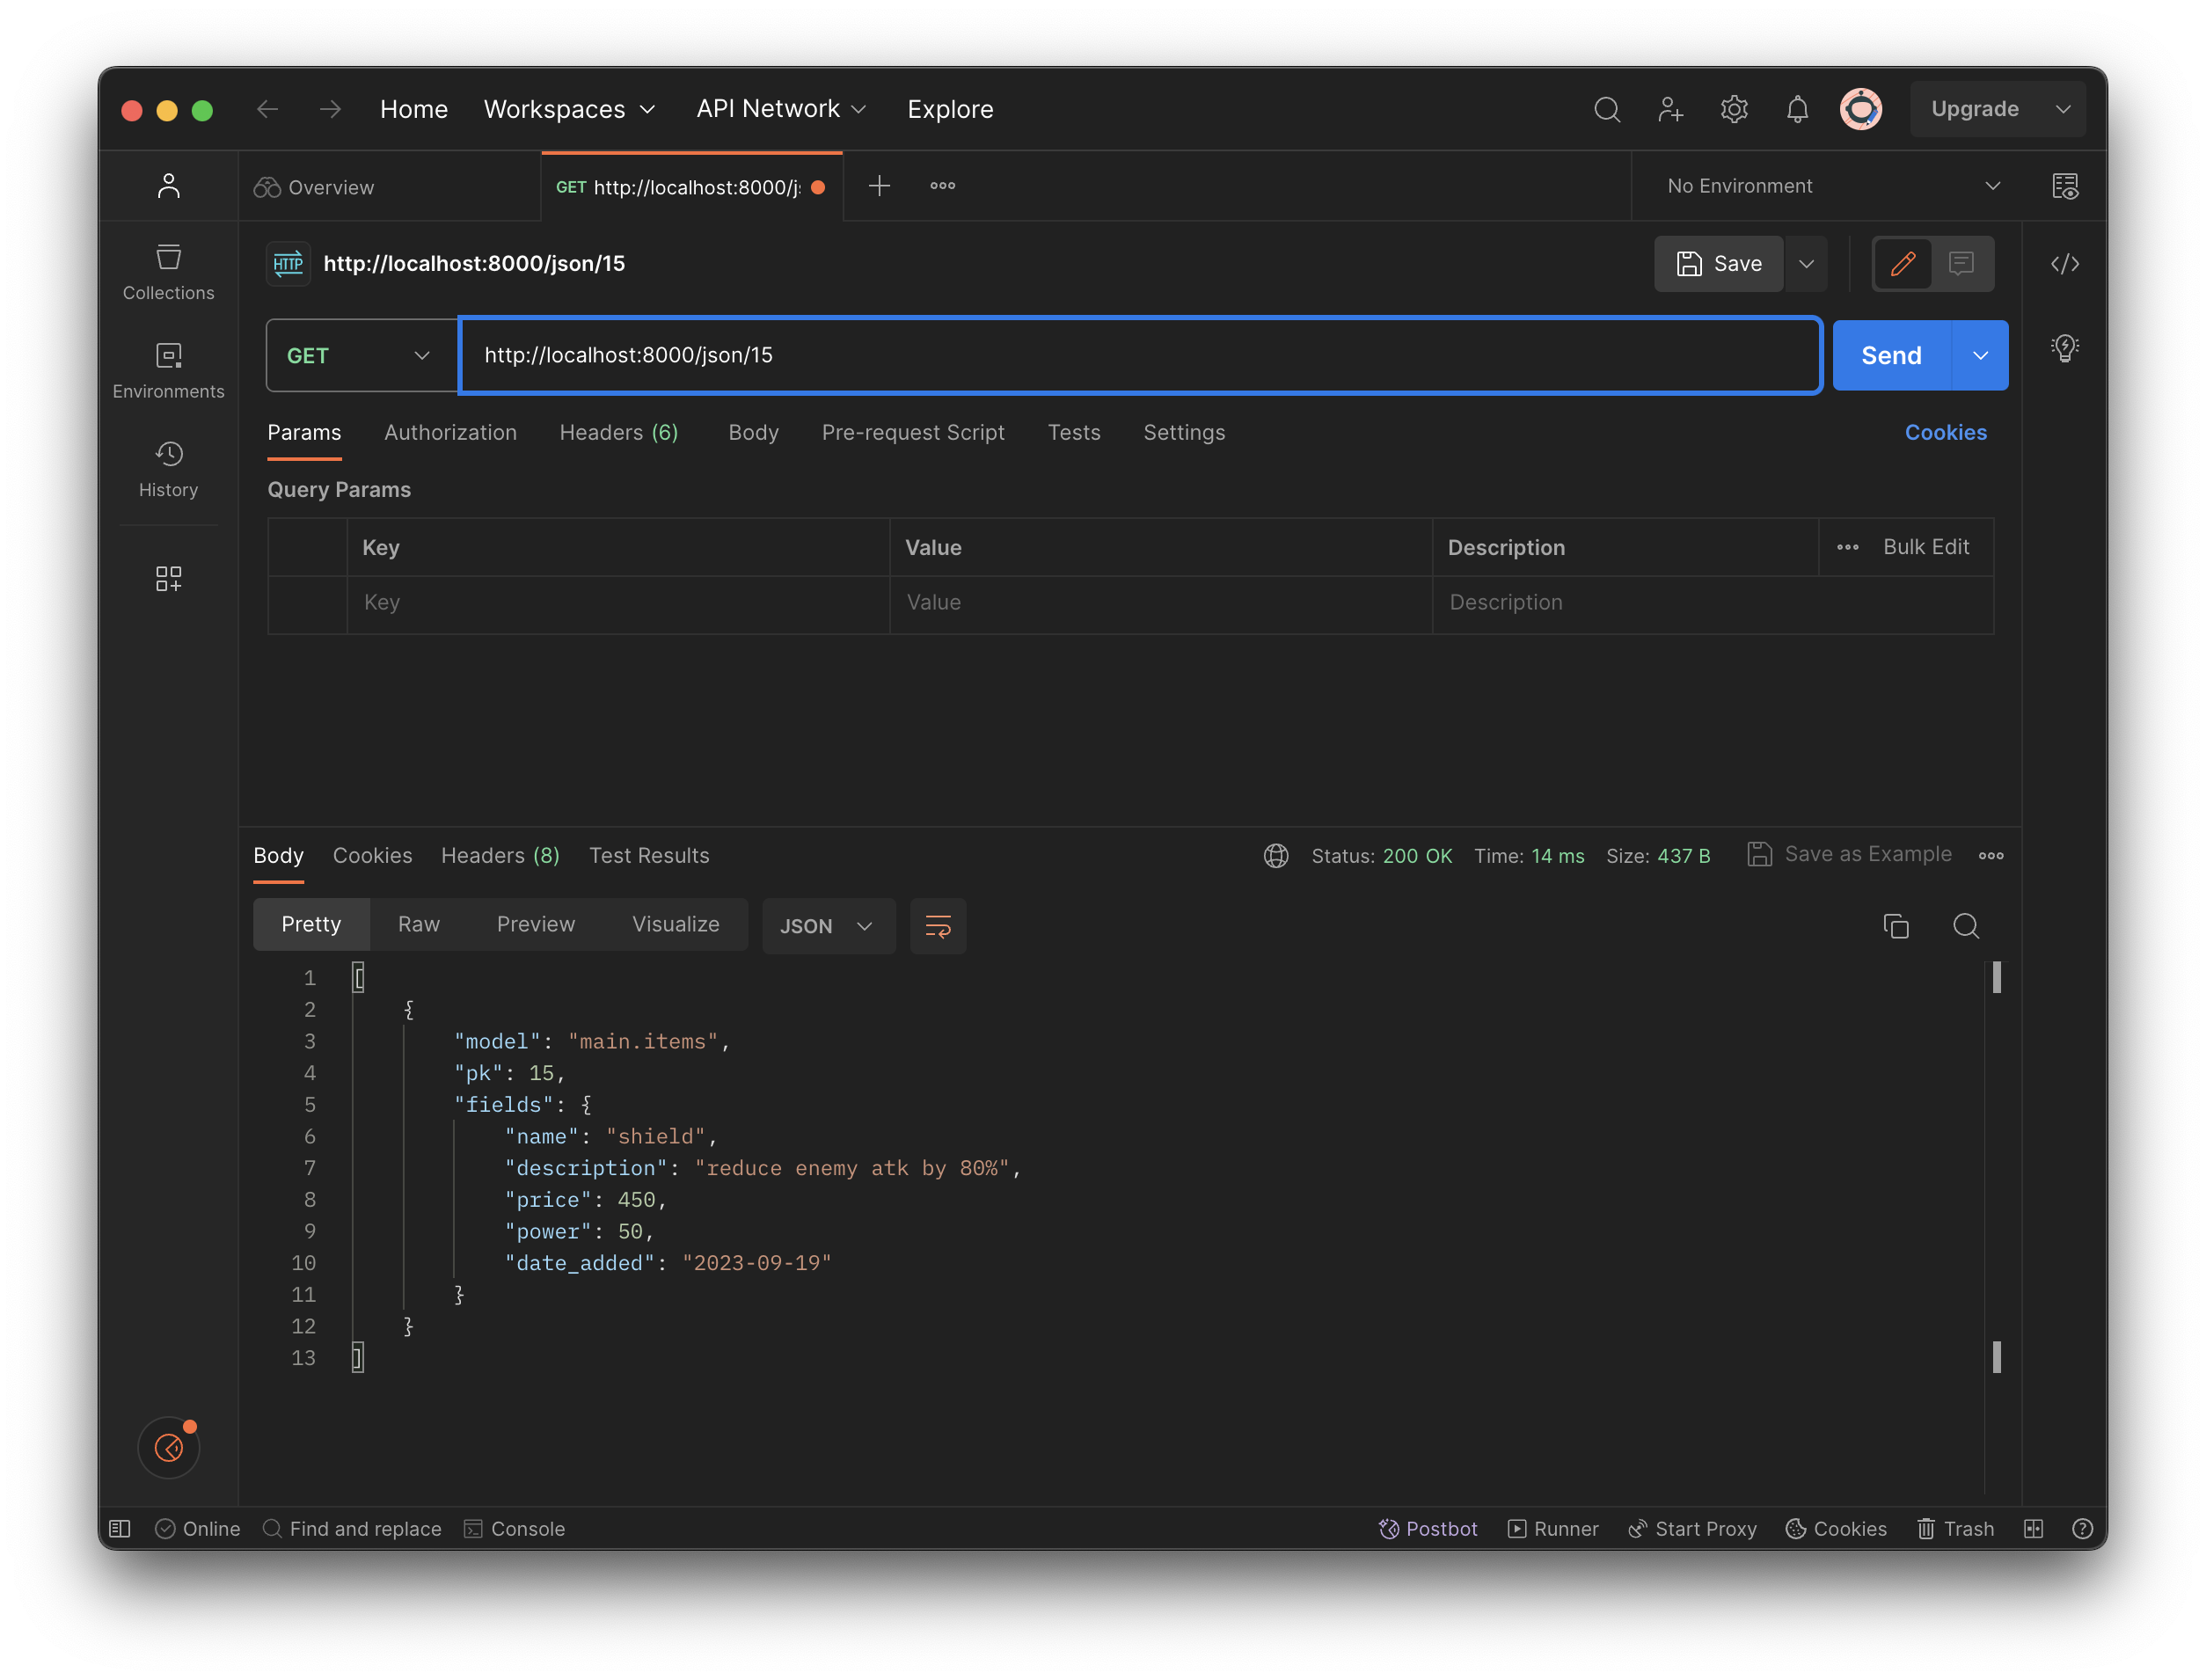 Home Workspaces API Network Explore Upgrade
Overview GET http://localhost:8000/j No Environment
HTTP http://localhost:8000/json/15 Save
Collections
GET http://localhost:8000/json/15 Send
Environments
Params Authorization Headers (6) Body Pre-request Script Tests Settings Cookies
History
Query Params
Key Value Description Bulk Edit
Key Value Description
Body Cookies Headers (8) Test Results Status: 200 OK Time: 14 ms Size: 437 B Save as Example
Pretty Raw Preview Visualize JSON
1 [
2 {
3 "model": "main.items",
4 "pk": 15,
5 "fields": {
6 "name": "shield",
7 "description": "reduce enemy atk by 80%",
8 "price": 450,
9 "power": 50,
10 "date_added": "2023-09-19"
11 }
12 }
13 ]
Online Find and replace Console Postbot Runner Start Proxy Cookies Trash